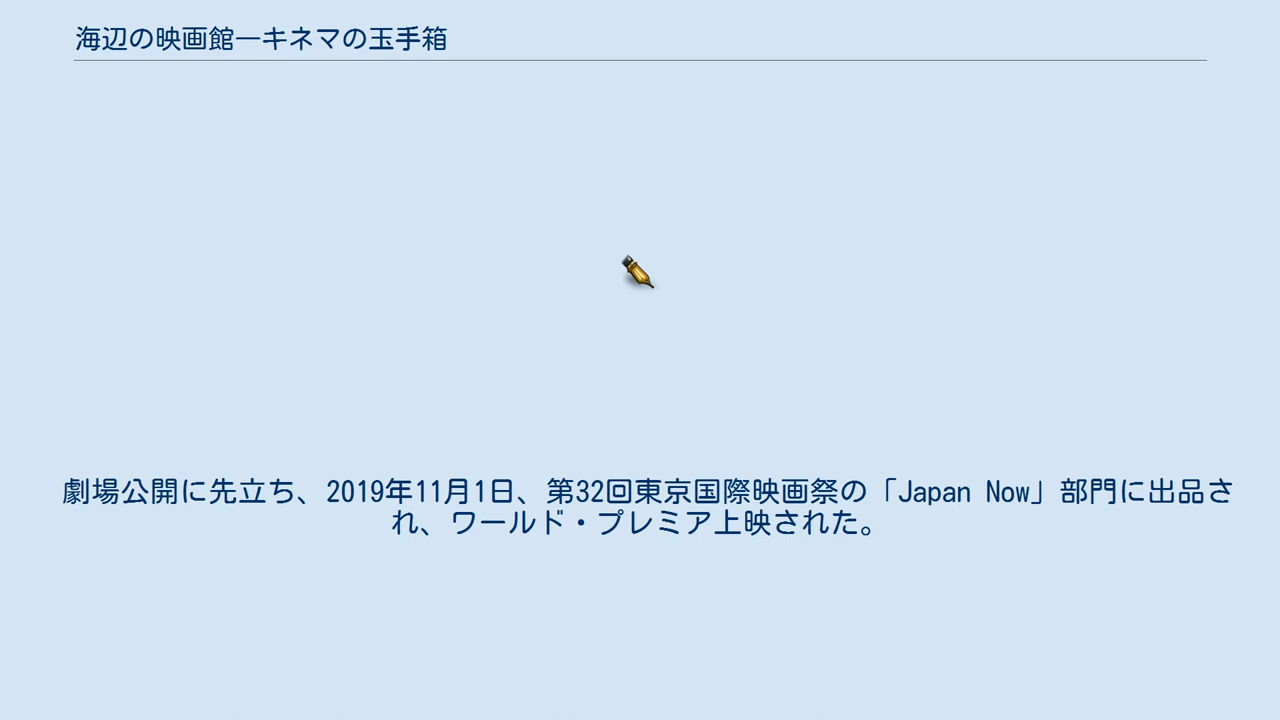 海辺の映画館―キネマの玉手箱
劇場公開に先立ち、2019年11月1日、第32回東京国際映画祭の「Japan Now」部門に出品さ
れ、ワールド・プレミア上映された。